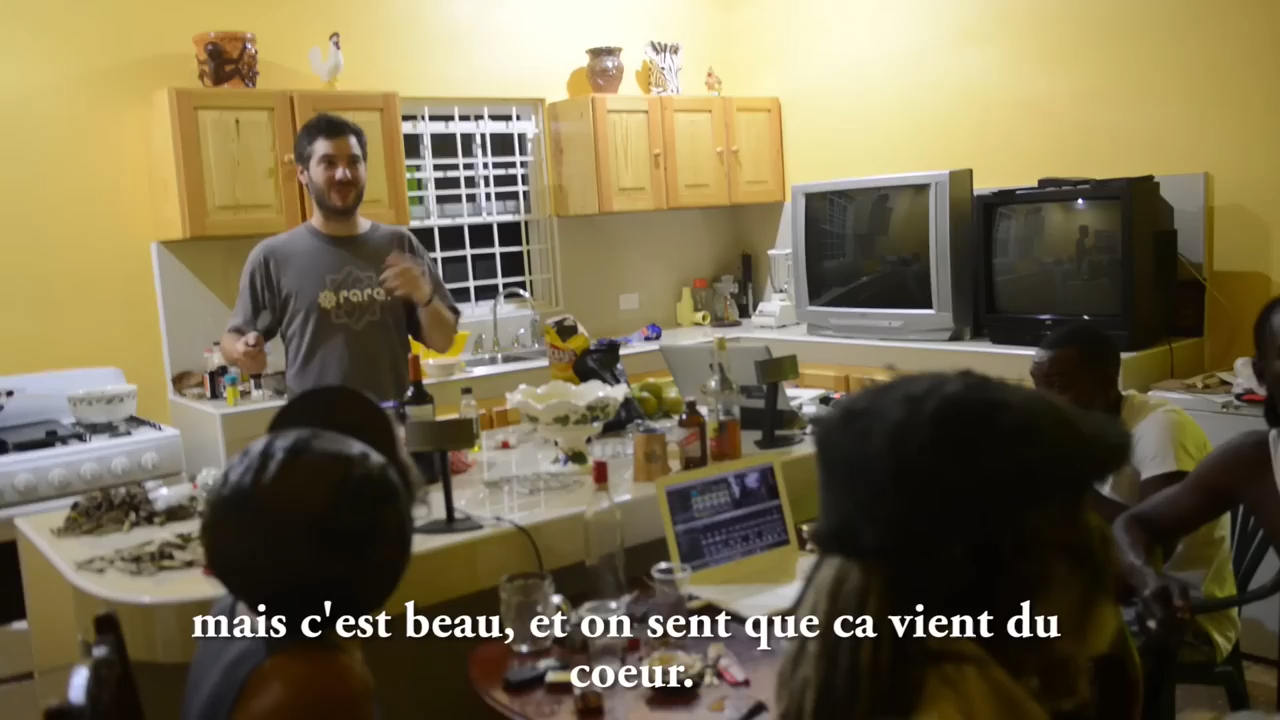 rara.
mais c'est beau, et on sent que ca vient du
coeur.